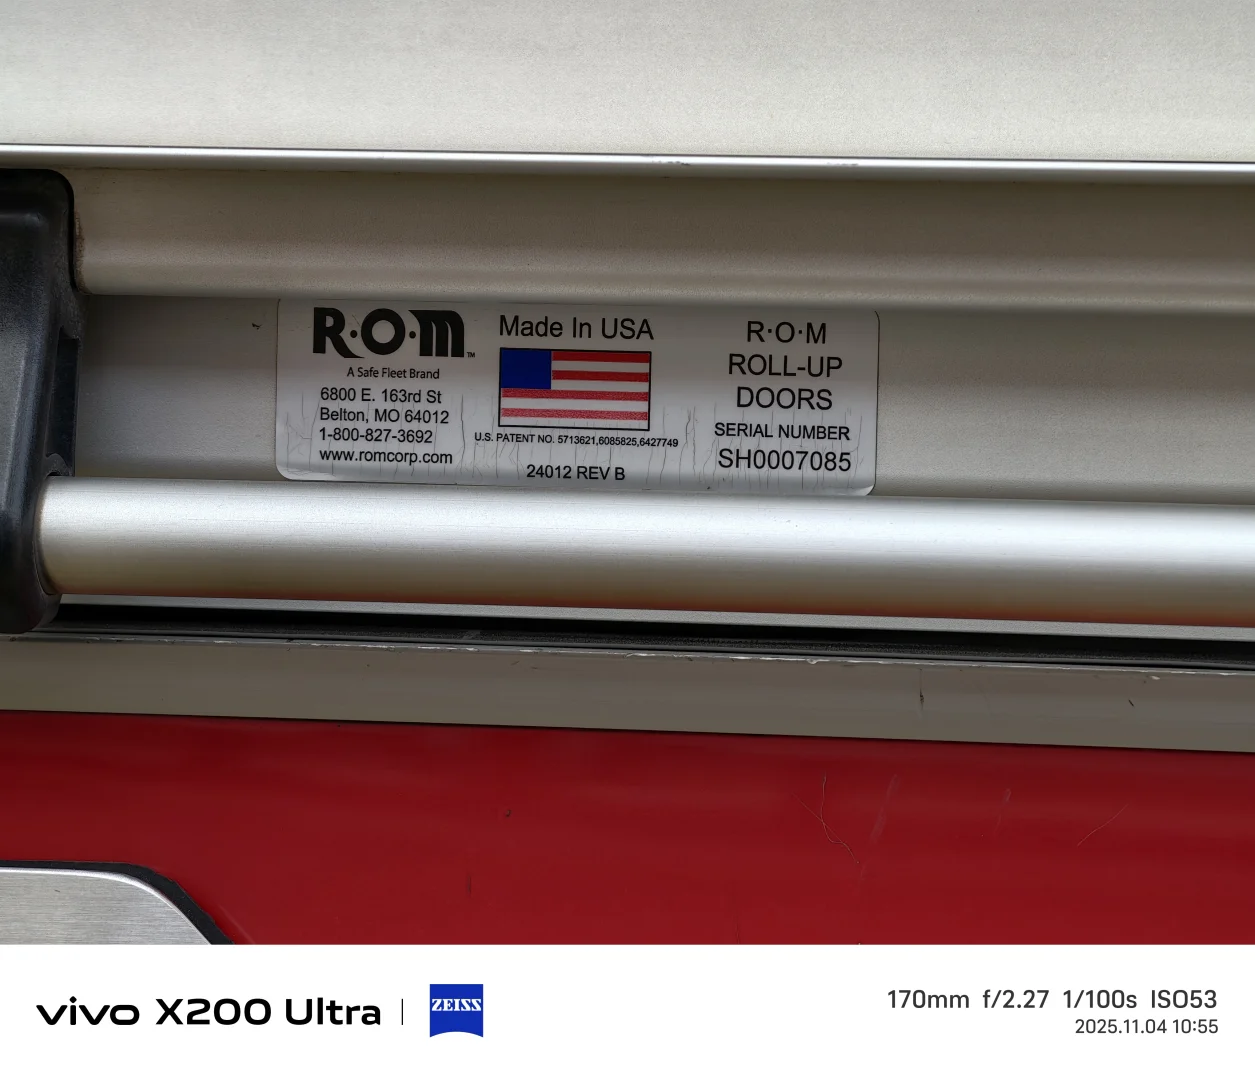 R·O·M™
A Safe Fleet Brand
6800 E. 163rd St
Belton, MO 64012
1-800-827-3692
www.romcorp.com
Made In USA
U.S. PATENT NO. 5713621,6085825,6427749
24012 REV B
R·O·M
ROLL-UP
DOORS
SERIAL NUMBER
SH0007085
vivo X200 Ultra | ZEISS
170mm f/2.27 1/100s ISO53
2025.11.04 10:55